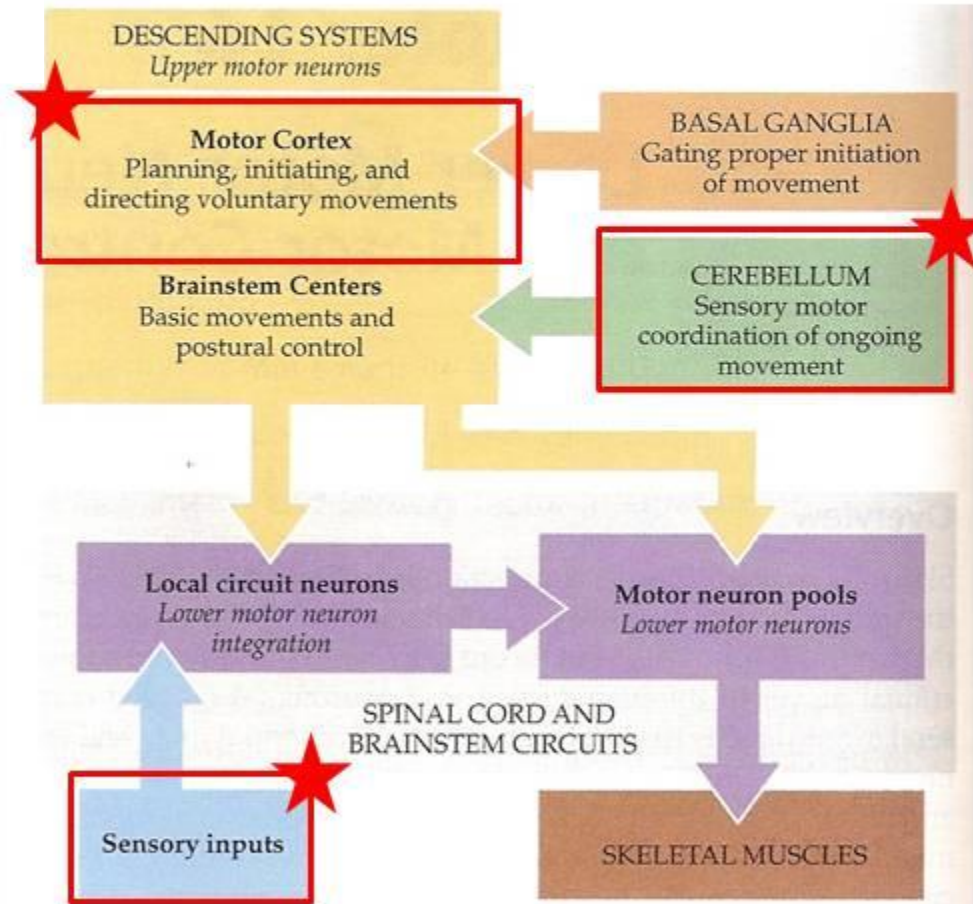 DESCENDING SYSTEMS
Upper motor neurons
Motor Cortex
Planning, initiating, and
directing voluntary movements
BASAL GANGLIA
Gating proper initiation
of movement
Brainstem Centers
Basic movements and
postural control
CEREBELLUM
Sensory motor
coordination of ongoing
movement
Local circuit neurons
Lower motor neuron
integration
Motor neuron pools
Lower motor neurons
SPINAL CORD AND
BRAINSTEM CIRCUITS
Sensory inputs
SKELETAL MUSCLES